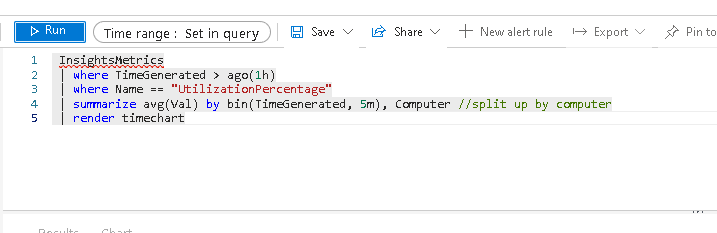 Run Time range : Set in query Save Share New alert rule Export Pin to
1 InsightsMetrics
2 | where TimeGenerated > ago(1h)
3 | where Name == "UtilizationPercentage"
4 | summarize avg(Val) by bin(TimeGenerated, 5m), Computer //split up by computer
5 | render timechart
Results Chart